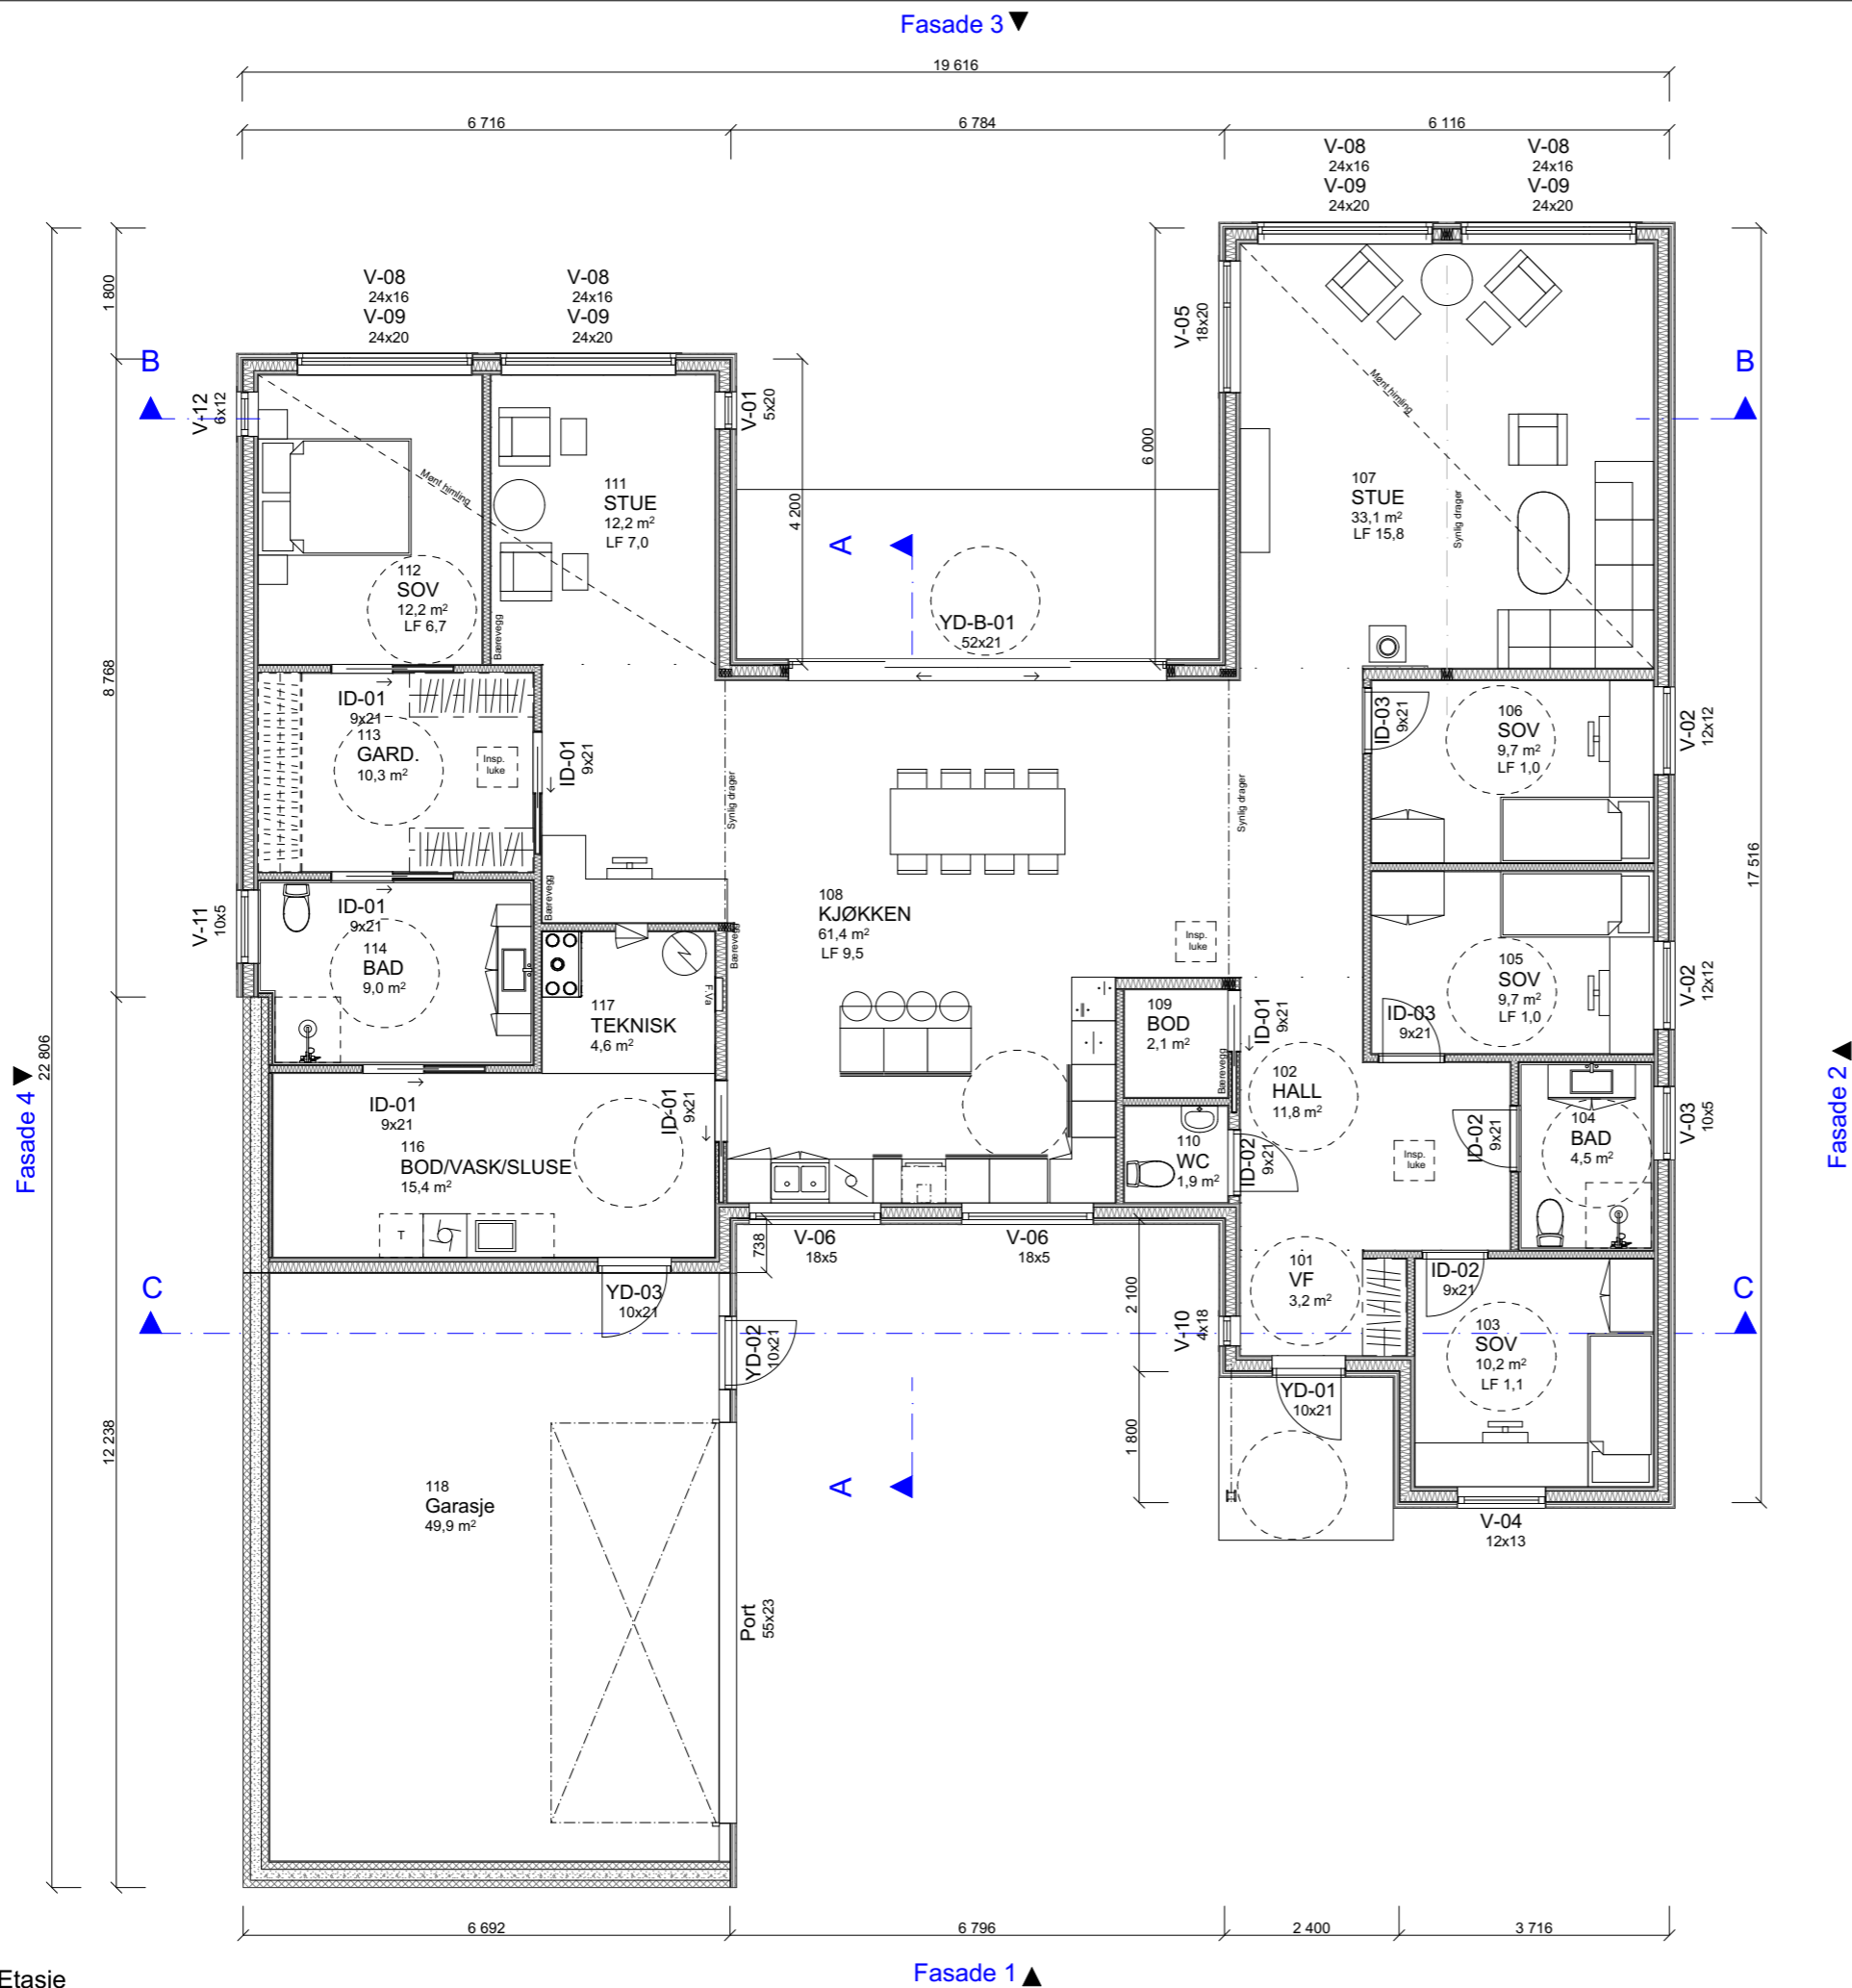 Fasade 3
19 616
6 716
6 784
6 116
V-08
24x16
V-09
24x20
V-08
24x16
V-09
24x20
1 800
V-08
24x16
V-09
24x20
V-08
24x16
V-09
24x20
V-05
18x20
B
B
V-12
6x12
V-01
5x20
Mønt himling
Mønt himling
6 000
4 200
111
STUE
12,2 m²
LF 7,0
107
STUE
33,1 m²
LF 15,8
Synlig drager
A
112
SOV
12,2 m²
LF 6,7
Bærevegg
YD-B-01
52x21
8 768
ID-01
9x21
113
GARD.
10,3 m²
Insp.
luke
ID-01
9x21
Synlig drager
Synlig drager
ID-03
9x21
106
SOV
9,7 m²
LF 1,0
V-02
12x12
17 516
V-11
10x5
ID-01
9x21
114
BAD
9,0 m²
Bærevegg
Bærevegg
108
KJØKKEN
61,4 m²
LF 9,5
Insp.
luke
105
SOV
9,7 m²
LF 1,0
V-02
12x12
F.Va
117
TEKNISK
4,6 m²
109
BOD
2,1 m²
ID-01
9x21
ID-03
9x21
22 806
Fasade 4
Fasade 2
Bærevegg
102
HALL
11,8 m²
ID-01
9x21
ID-01
9x21
116
BOD/VASK/SLUSE
15,4 m²
110
WC
1,9 m²
ID-02
9x21
Insp.
luke
ID-02
9x21
104
BAD
4,5 m²
V-03
10x5
T
738
V-06
18x5
V-06
18x5
101
VF
3,2 m²
ID-02
9x21
C
C
YD-03
10x21
YD-02
10x21
2 100
V-10
4x18
103
SOV
10,2 m²
LF 1,1
YD-01
10x21
1 800
12 238
A
118
Garasje
49,9 m²
V-04
12x13
Port
55x23
6 692
6 796
2 400
3 716
Fasade 1
Etasje